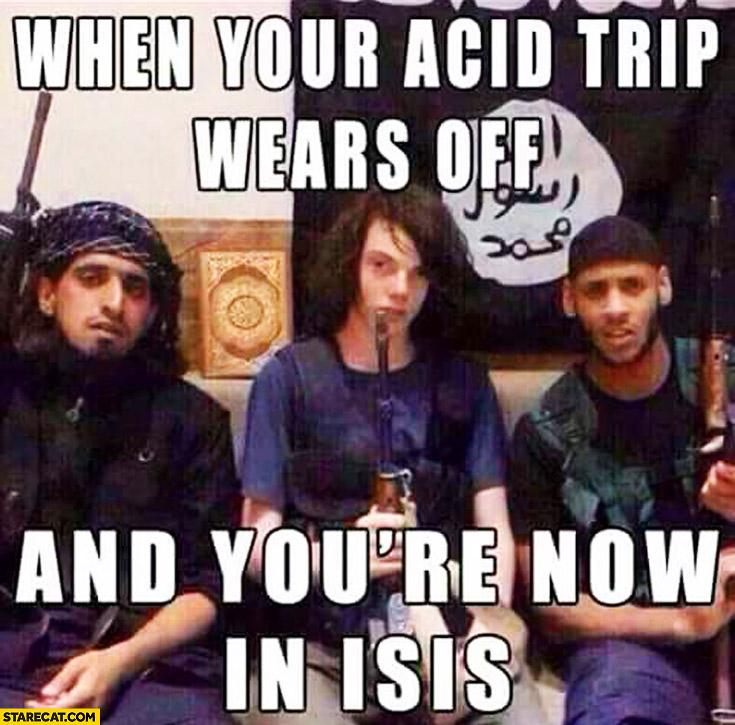 WHEN YOUR ACID TRIP
WEARS OFF
رسول
محمد
AND YOU'RE NOW
IN ISIS
STARECAT.COM